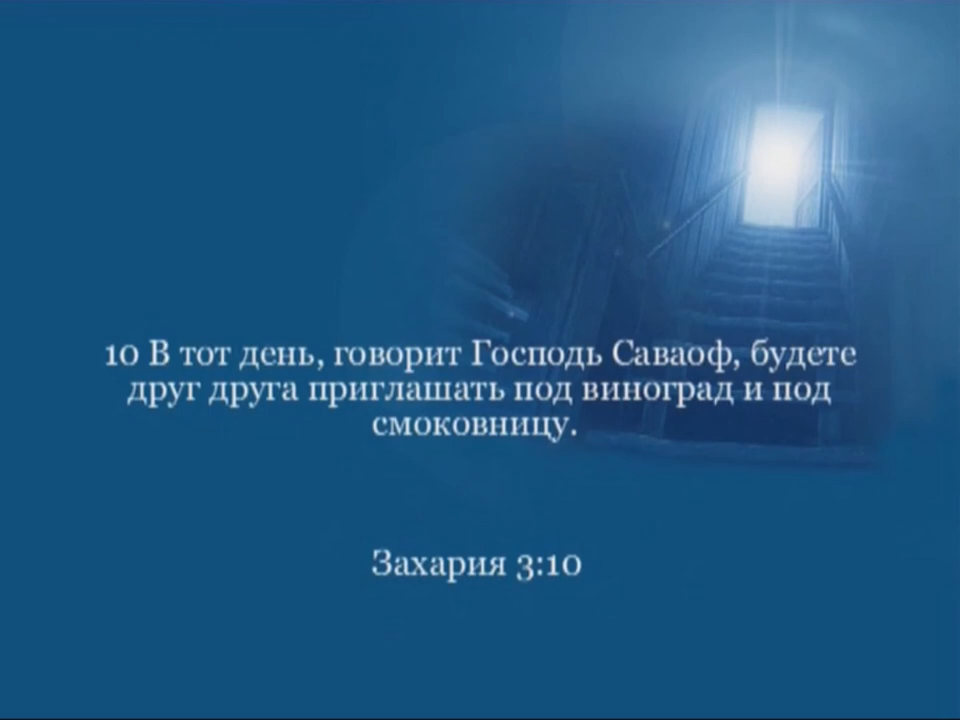 10 В тот день, говорит Господь Саваоф, будете
друг друга приглашать под виноград и под
смоковницу.
Захария 3:10